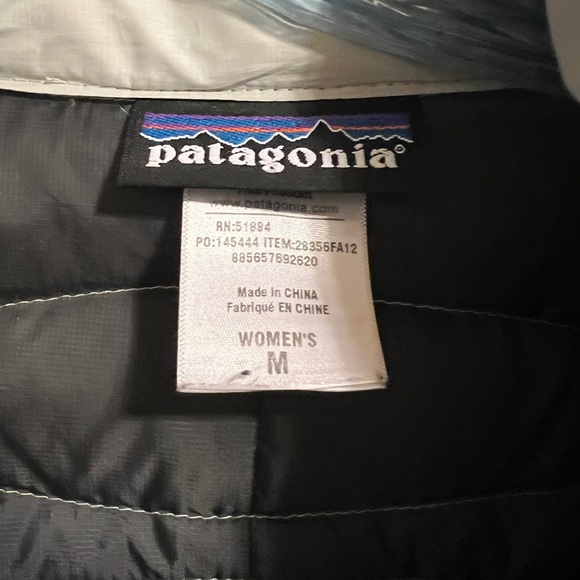 patagonia®
www.patagonia.com
RN:51884
PO:145444 ITEM:28356FA12
885657692620
Made in CHINA
Fabriqué EN CHINE
WOMEN'S
M